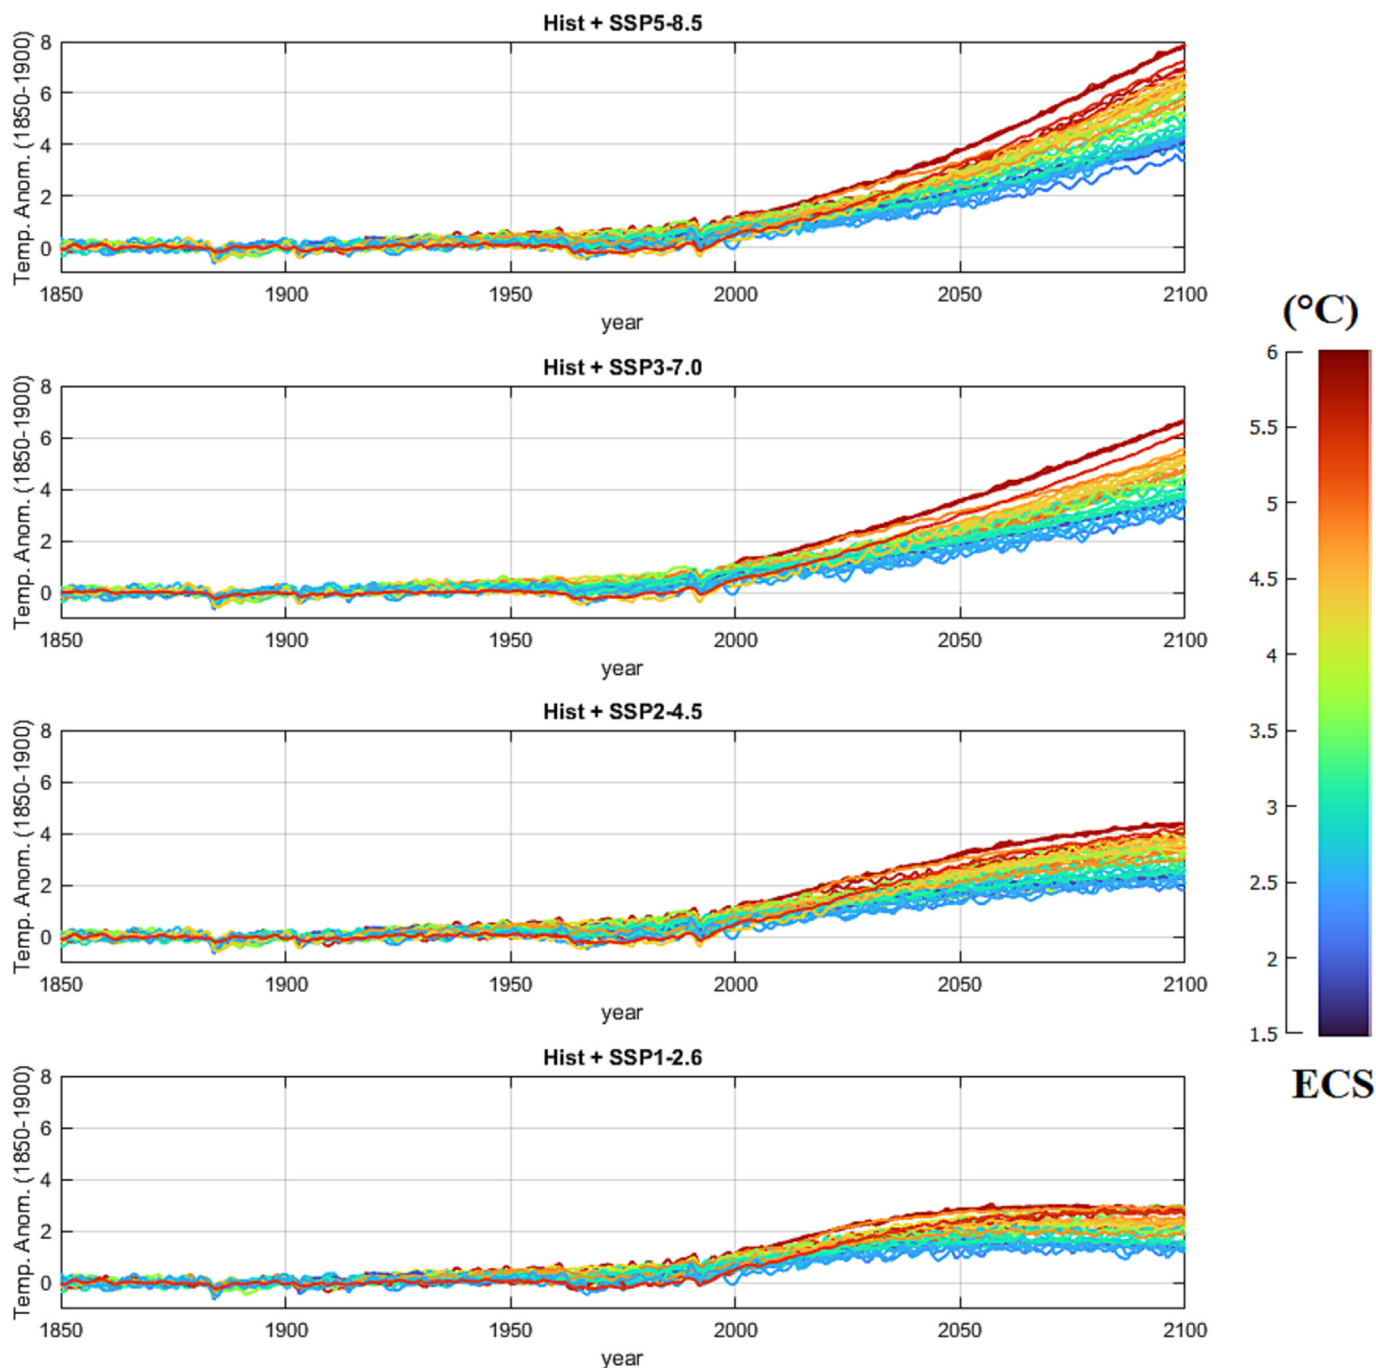 Hist + SSP5-8.5
Temp. Anom. (1850-1900)
8
6
4
2
0
1850 1900 1950 2000 2050 2100
year
Hist + SSP3-7.0
Temp. Anom. (1850-1900)
8
6
4
2
0
1850 1900 1950 2000 2050 2100
year
Hist + SSP2-4.5
Temp. Anom. (1850-1900)
8
6
4
2
0
1850 1900 1950 2000 2050 2100
year
Hist + SSP1-2.6
Temp. Anom. (1850-1900)
8
6
4
2
0
1850 1900 1950 2000 2050 2100
year
(°C)
6
5.5
5
4.5
4
3.5
3
2.5
2
1.5
ECS